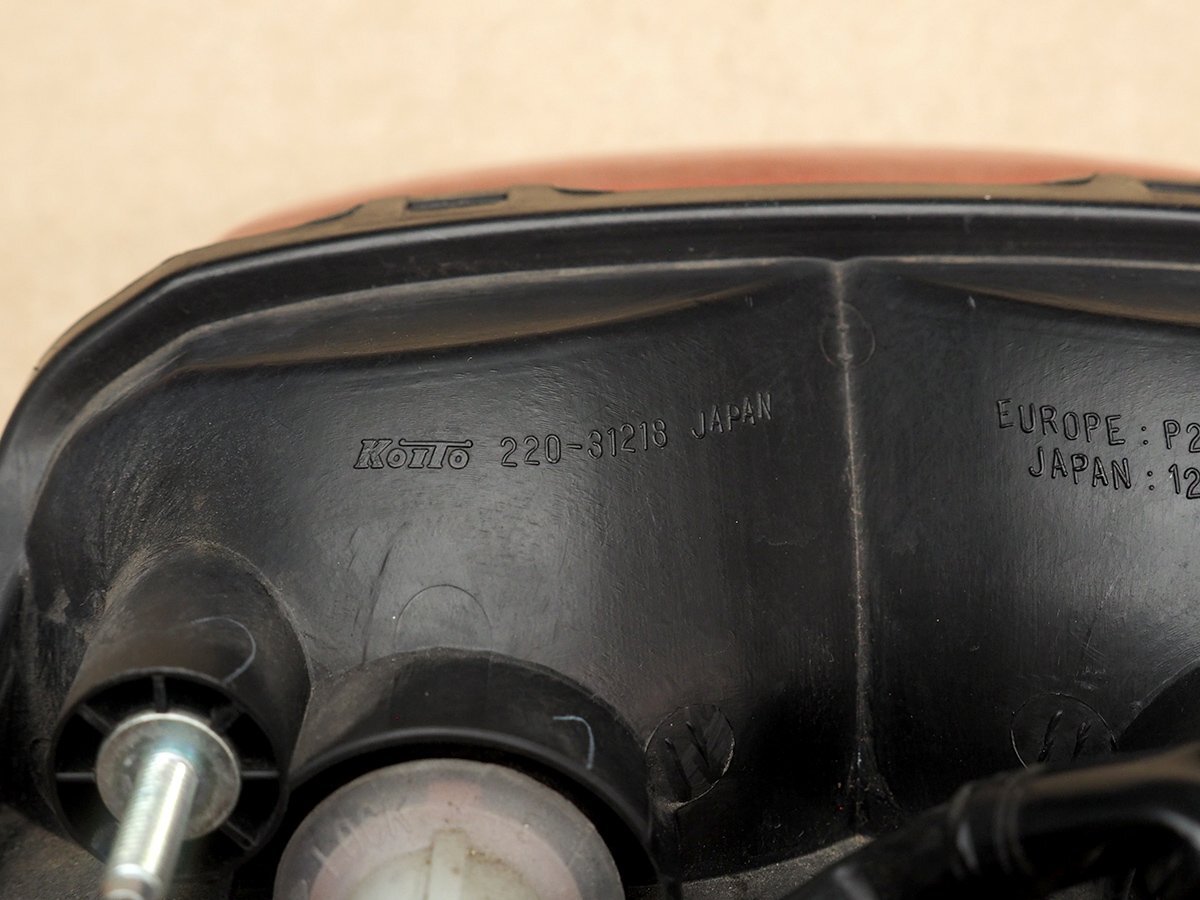 KOITO 220-31218 JAPAN
EUROPE : P2
JAPAN : 12